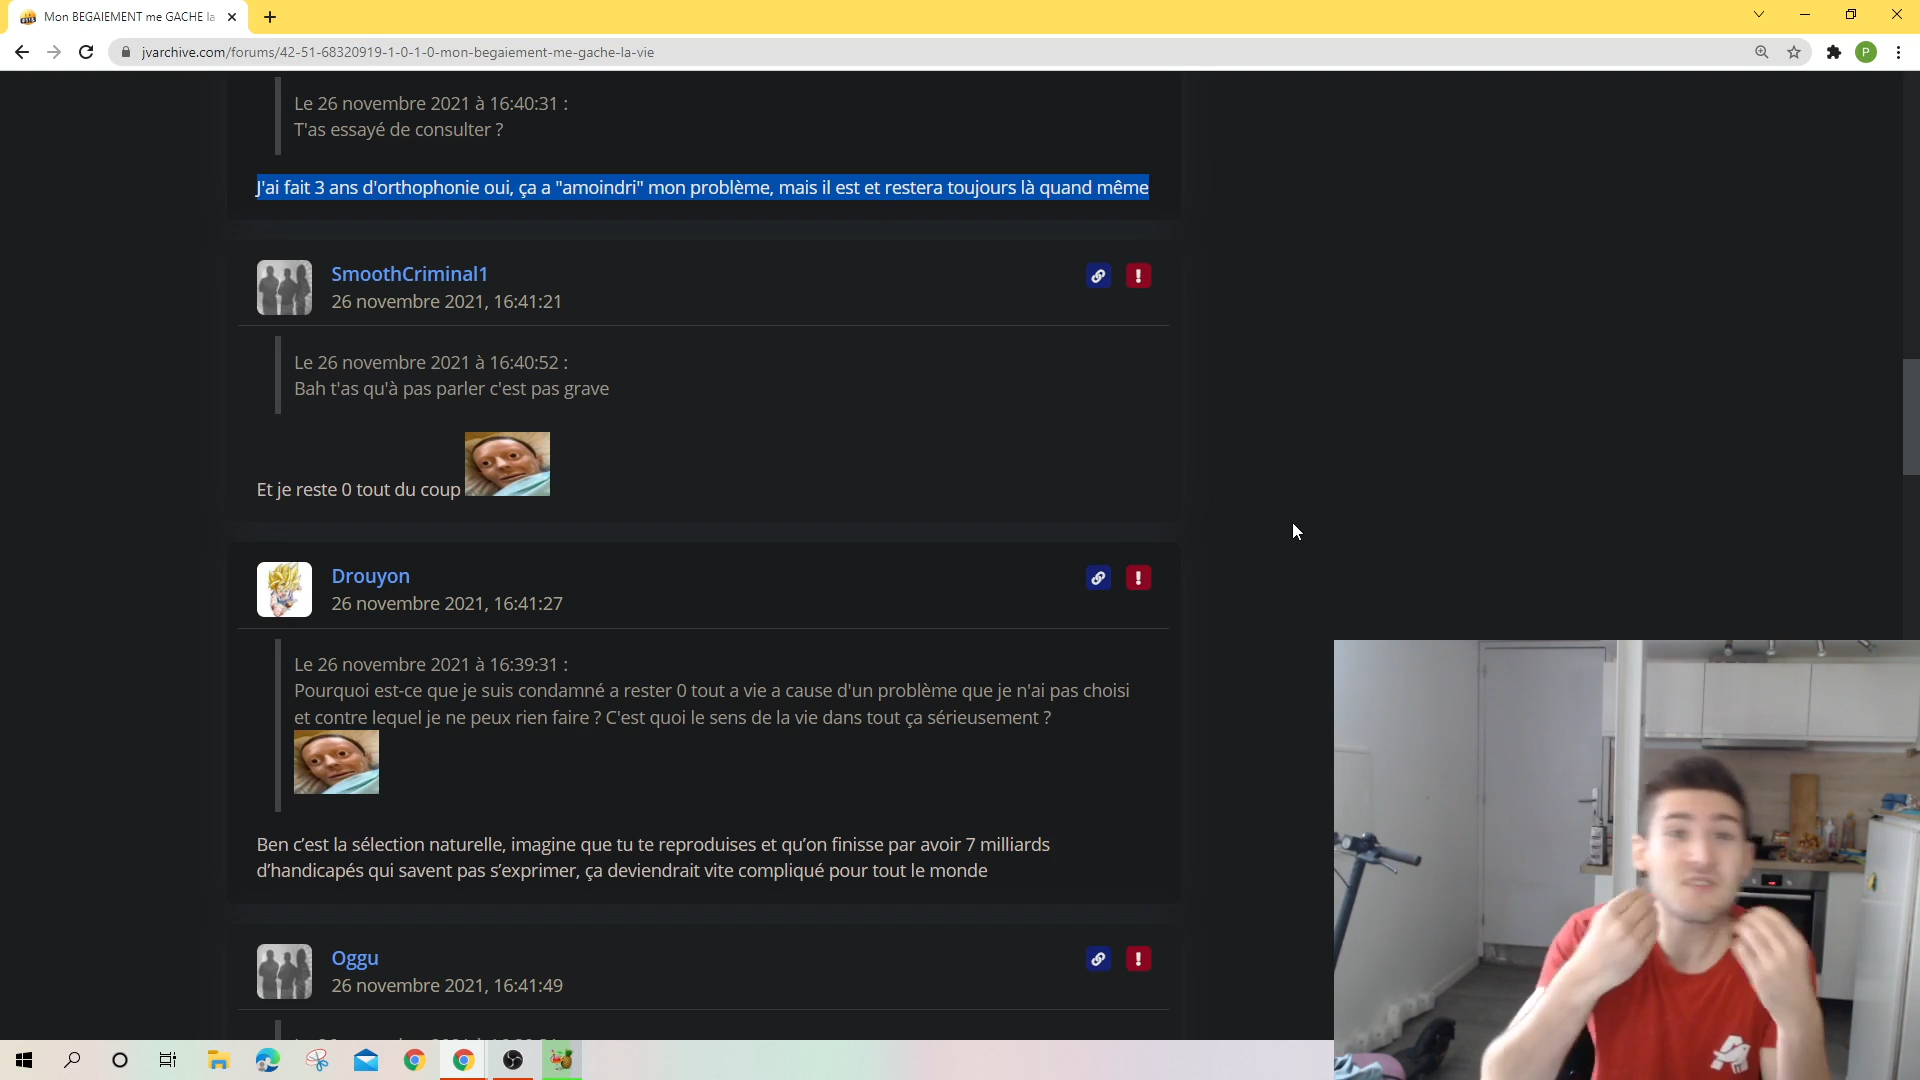 Mon BEGAIEMENT me GACHE la
jvarchive.com/forums/42-51-68320919-1-0-1-0-mon-begaiement-me-gache-la-vie
P
Le 26 novembre 2021 à 16:40:31 :
T'as essayé de consulter ?
J'ai fait 3 ans d'orthophonie oui, ça a "amoindri" mon problème, mais il est et restera toujours là quand même
SmoothCriminal1
26 novembre 2021, 16:41:21
Le 26 novembre 2021 à 16:40:52 :
Bah t'as qu'à pas parler c'est pas grave
Et je reste 0 tout du coup
Drouyon
26 novembre 2021, 16:41:27
Le 26 novembre 2021 à 16:39:31 :
Pourquoi est-ce que je suis condamné a rester 0 tout a vie a cause d'un problème que je n'ai pas choisi
et contre lequel je ne peux rien faire ? C'est quoi le sens de la vie dans tout ça sérieusement ?
Ben c’est la sélection naturelle, imagine que tu te reproduises et qu’on finisse par avoir 7 milliards
d’handicapés qui savent pas s’exprimer, ça deviendrait vite compliqué pour tout le monde
Oggu
26 novembre 2021, 16:41:49